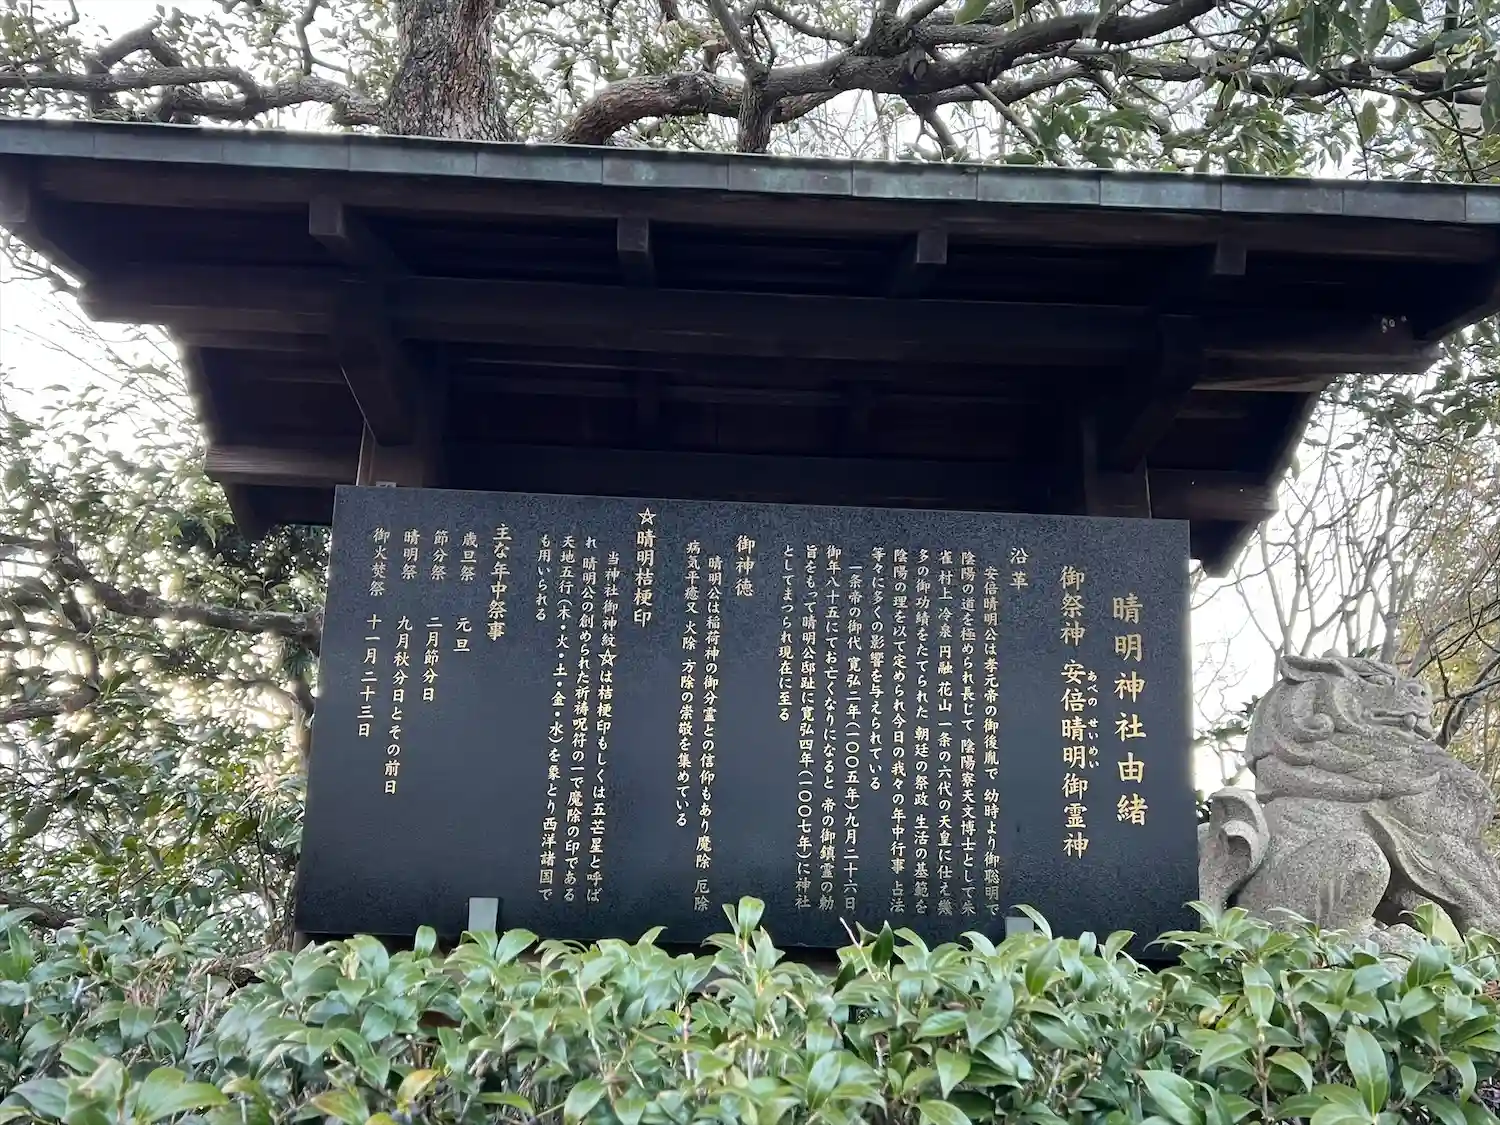 晴明神社由緒
御祭神 安倍晴明御霊神
あべの せいめい
沿革
安倍晴明公は孝元帝の御後胤で 幼時より御聡明で
陰陽の道を極められ長じて 陰陽寮天文博士として朱
雀村上 冷泉 円融 花山 一条の六代の天皇に仕え幾
多の御功績をたてられた 朝廷の祭政 生活の基範を
陰陽の理を以て定められ今日の我々の年中行事 占法
等々に多くの影響を与えられている
一条帝の御代 寛弘二年(一〇〇五年)九月二十六日
御年八十五にてお亡くなりになると 帝の御鎮霊の勅
旨をもって晴明公邸趾に寛弘四年(一〇〇七年)に神社
としてまつられ現在に至る
御神徳
晴明公は稲荷神の御分霊との信仰もあり魔除 厄除
病気平癒又 火除 方除の崇敬を集めている
☆晴明桔梗印
当神社御神紋☆は桔梗印もしくは五芒星と呼ば
れ 晴明公の創められた祈祷呪符の一で魔除の印である
天地五行(木・火・土・金・水)を象とり西洋諸国で
も用いられる
主な年中祭事
歳旦祭 元旦
節分祭 二月節分日
晴明祭 九月秋分日とその前日
御火焚祭 十一月二十三日